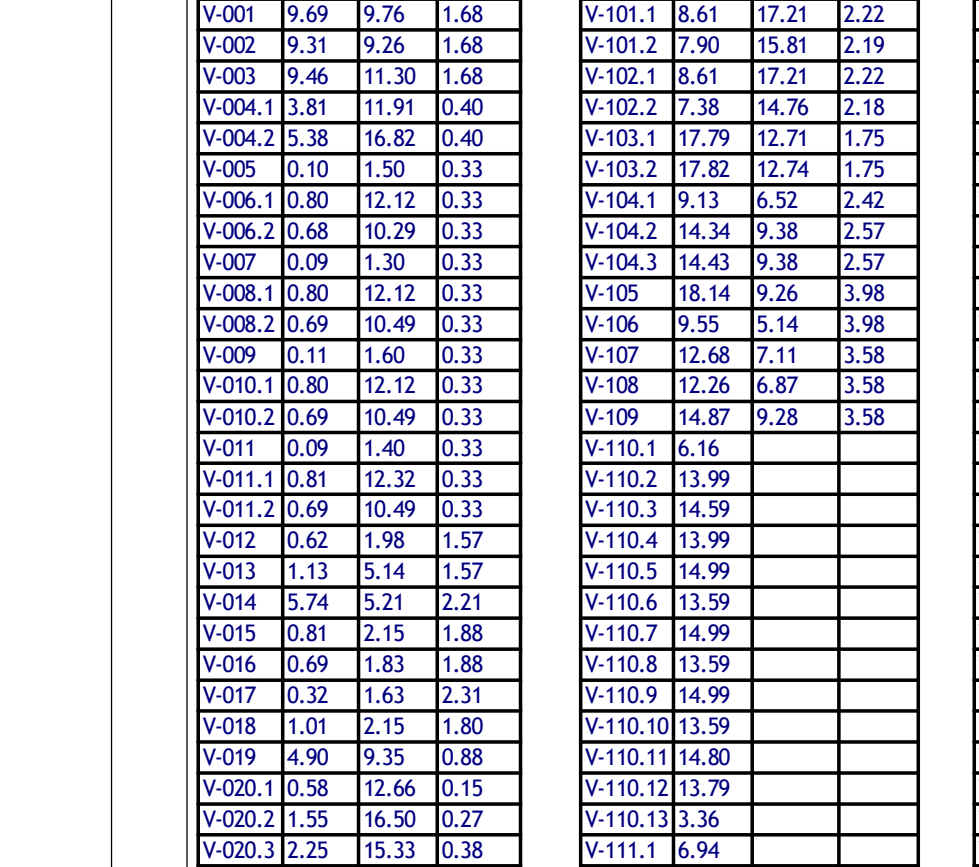 V-001 9.69 9.76 1.68
V-002 9.31 9.26 1.68
V-003 9.46 11.30 1.68
V-004.1 3.81 11.91 0.40
V-004.2 5.38 16.82 0.40
V-005 0.10 1.50 0.33
V-006.1 0.80 12.12 0.33
V-006.2 0.68 10.29 0.33
V-007 0.09 1.30 0.33
V-008.1 0.80 12.12 0.33
V-008.2 0.69 10.49 0.33
V-009 0.11 1.60 0.33
V-010.1 0.80 12.12 0.33
V-010.2 0.69 10.49 0.33
V-011 0.09 1.40 0.33
V-011.1 0.81 12.32 0.33
V-011.2 0.69 10.49 0.33
V-012 0.62 1.98 1.57
V-013 1.13 5.14 1.57
V-014 5.74 5.21 2.21
V-015 0.81 2.15 1.88
V-016 0.69 1.83 1.88
V-017 0.32 1.63 2.31
V-018 1.01 2.15 1.80
V-019 4.90 9.35 0.88
V-020.1 0.58 12.66 0.15
V-020.2 1.55 16.50 0.27
V-020.3 2.25 15.33 0.38
V-101.1 8.61 17.21 2.22
V-101.2 7.90 15.81 2.19
V-102.1 8.61 17.21 2.22
V-102.2 7.38 14.76 2.18
V-103.1 17.79 12.71 1.75
V-103.2 17.82 12.74 1.75
V-104.1 9.13 6.52 2.42
V-104.2 14.34 9.38 2.57
V-104.3 14.43 9.38 2.57
V-105 18.14 9.26 3.98
V-106 9.55 5.14 3.98
V-107 12.68 7.11 3.58
V-108 12.26 6.87 3.58
V-109 14.87 9.28 3.58
V-110.1 6.16
V-110.2 13.99
V-110.3 14.59
V-110.4 13.99
V-110.5 14.99
V-110.6 13.59
V-110.7 14.99
V-110.8 13.59
V-110.9 14.99
V-110.10 13.59
V-110.11 14.80
V-110.12 13.79
V-110.13 3.36
V-111.1 6.94